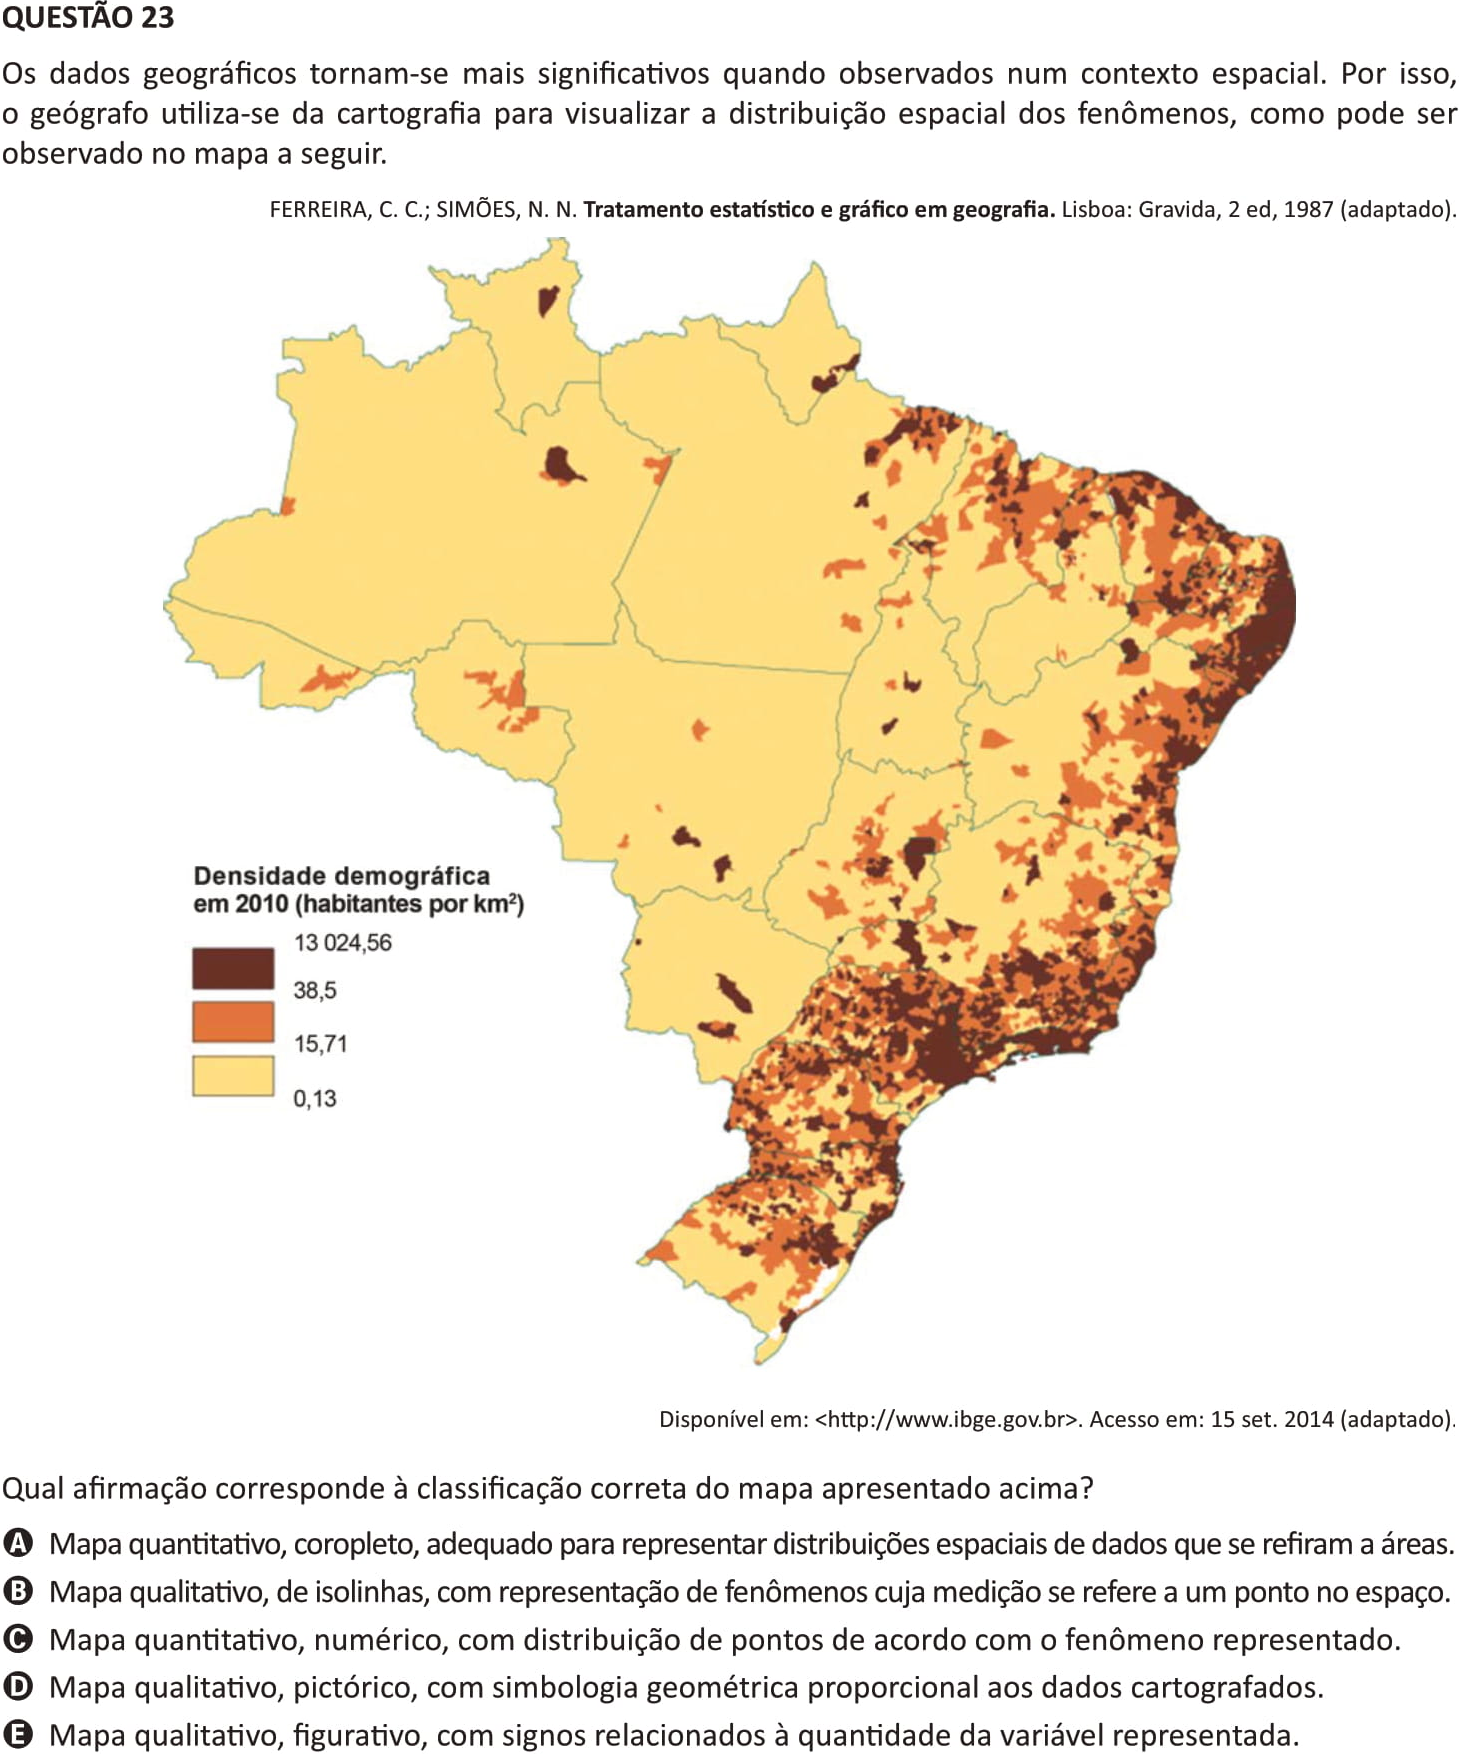 QUESTÃO 23
Os dados geográficos tornam-se mais significativos quando observados num contexto espacial. Por isso,
o geógrafo utiliza-se da cartografia para visualizar a distribuição espacial dos fenômenos, como pode ser
observado no mapa a seguir.
FERREIRA, C. C.; SIMÕES, N. N. Tratamento estatístico e gráfico em geografia. Lisboa: Gravida, 2 ed, 1987 (adaptado).
Densidade demográfica
em 2010 (habitantes por km²)
13 024,56
38,5
15,71
0,13
Disponível em: <http://www.ibge.gov.br>. Acesso em: 15 set. 2014 (adaptado).
Qual afirmação corresponde à classificação correta do mapa apresentado acima?
A Mapa quantitativo, coropleto, adequado para representar distribuições espaciais de dados que se refiram a áreas.
B Mapa qualitativo, de isolinhas, com representação de fenômenos cuja medição se refere a um ponto no espaço.
C Mapa quantitativo, numérico, com distribuição de pontos de acordo com o fenômeno representado.
D Mapa qualitativo, pictórico, com simbologia geométrica proporcional aos dados cartografados.
E Mapa qualitativo, figurativo, com signos relacionados à quantidade da variável representada.